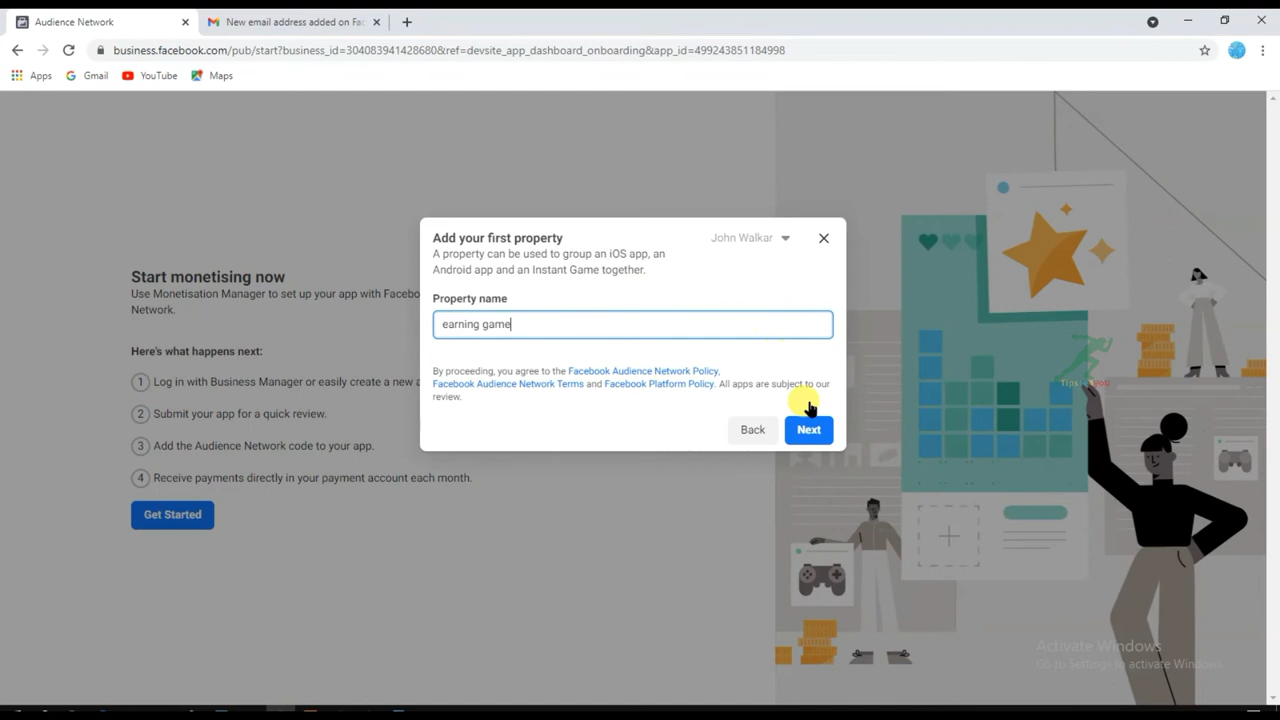 Audience Network
New email address added on Fac
business.facebook.com/pub/start?business_id=304083941428680&ref=devsite_app_dashboard_onboarding&app_id=499243851184998
Apps
Gmail
YouTube
Maps
Add your first property
John Walkar
A property can be used to group an iOS app, an
Android app and an Instant Game together.
Property name
earning game
By proceeding, you agree to the Facebook Audience Network Policy,
Facebook Audience Network Terms and Facebook Platform Policy. All apps are subject to our
review.
Back
Next
Start monetising now
Use Monetisation Manager to set up your app with Facebo
Network.
Here's what happens next:
1 Log in with Business Manager or easily create a new a
2 Submit your app for a quick review.
3 Add the Audience Network code to your app.
4 Receive payments directly in your payment account each month.
Get Started
Activate Windows
Go to Settings to activate Windows.